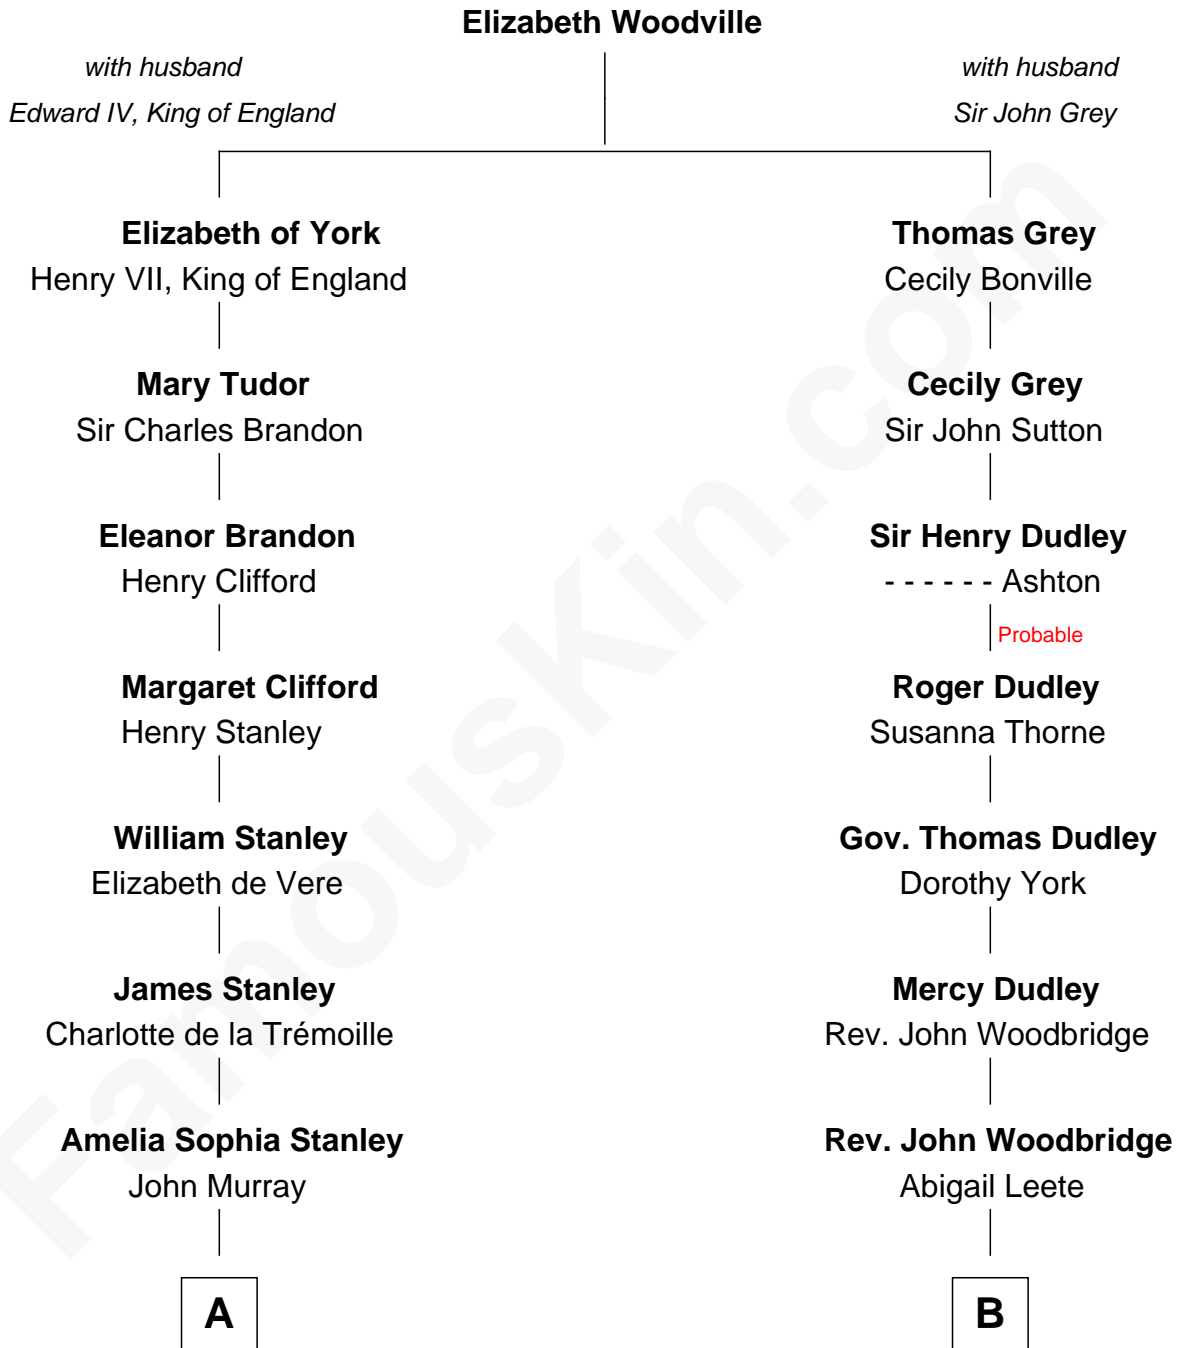 Elizabeth Woodville
with husband
Edward IV, King of England
with husband
Sir John Grey
Elizabeth of York
Henry VII, King of England
Thomas Grey
Cecily Bonville
Mary Tudor
Sir Charles Brandon
Cecily Grey
Sir John Sutton
Eleanor Brandon
Henry Clifford
Sir Henry Dudley
- - - - - - Ashton
Probable
Margaret Clifford
Henry Stanley
Roger Dudley
Susanna Thorne
William Stanley
Elizabeth de Vere
Gov. Thomas Dudley
Dorothy York
James Stanley
Charlotte de la Trémoille
Mercy Dudley
Rev. John Woodbridge
Amelia Sophia Stanley
John Murray
Rev. John Woodbridge
Abigail Leete
A
B
FamousKin.com